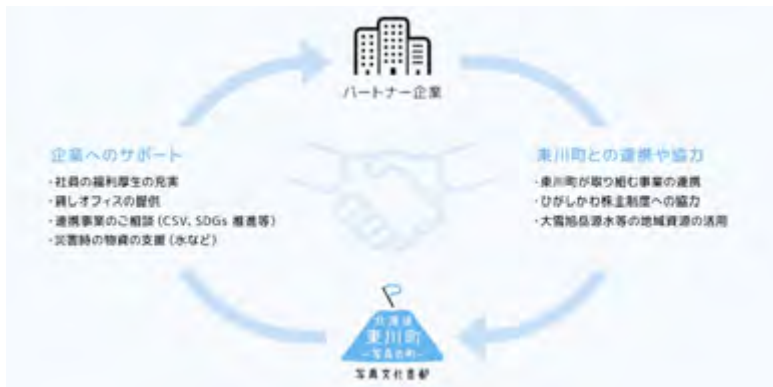 パートナー企業
企業へのサポート
・社員の福利厚生の充実
・貸しオフィスの提供
・連携事業のご相談（CSV、SDGs 推進等）
・災害時の物資の支援（水など）
東川町との連携や協力
・東川町が取り組む事業の連携
・ひがしかわ株主制度への協力
・大雪旭岳源水等の地域資源の活用
北海道
東川町
-写真の町-
写真文化首都